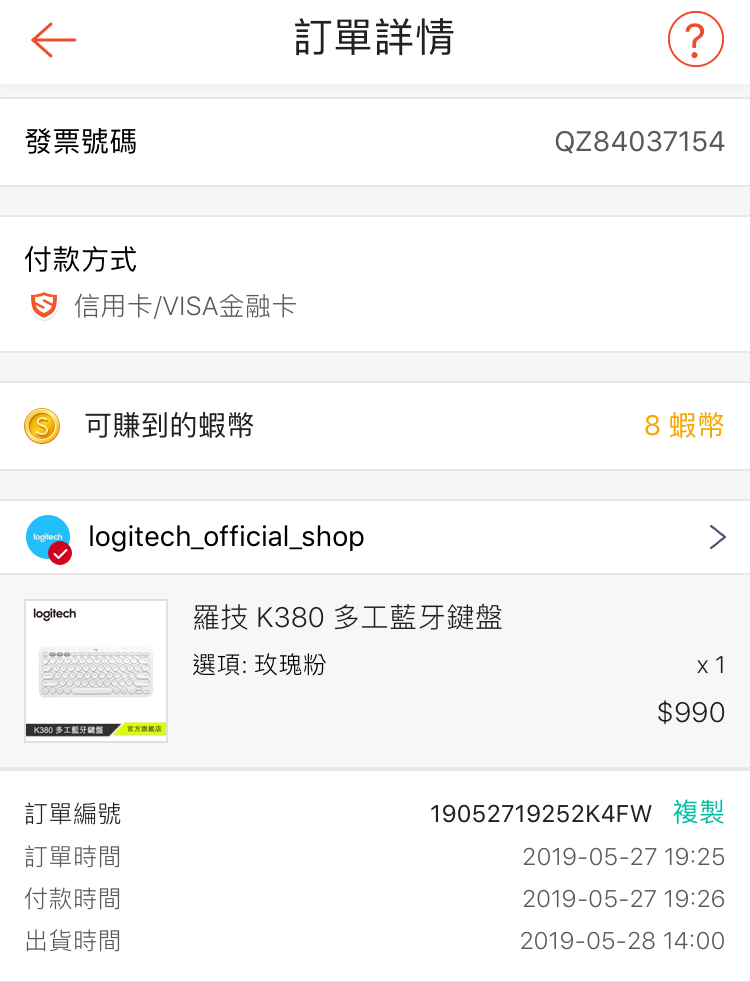 訂單詳情
?
發票號碼 QZ84037154
付款方式
信用卡/VISA金融卡
S 可賺到的蝦幣 8 蝦幣
logitech logitech_official_shop
logitech
K380 多工藍牙鍵盤 官方旗艦店
羅技 K380 多工藍牙鍵盤
選項: 玫瑰粉 x 1
$990
訂單編號 19052719252K4FW 複製
訂單時間 2019-05-27 19:25
付款時間 2019-05-27 19:26
出貨時間 2019-05-28 14:00